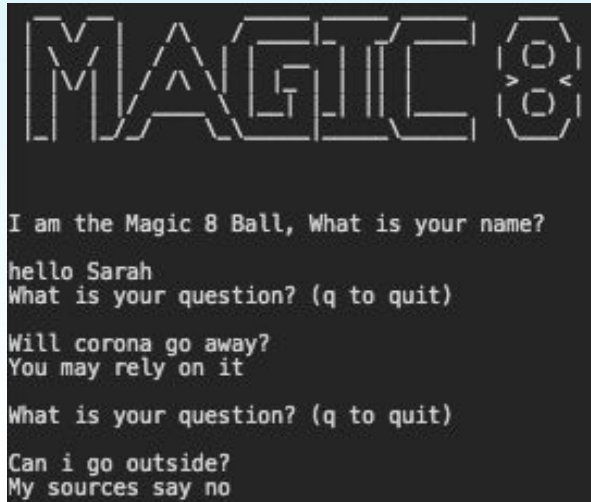 MAGIC 8
I am the Magic 8 Ball, What is your name?
hello Sarah
What is your question? (q to quit)
Will corona go away?
You may rely on it
What is your question? (q to quit)
Can i go outside?
My sources say no